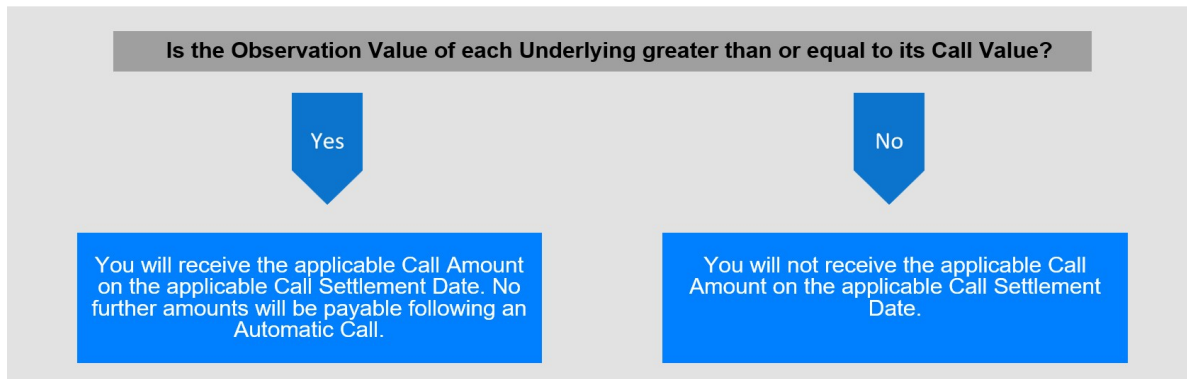 Is the Observation Value of each Underlying greater than or equal to its Call Value?
Yes
No
You will receive the applicable Call Amount
on the applicable Call Settlement Date. No
further amounts will be payable following an
Automatic Call.
You will not receive the applicable Call
Amount on the applicable Call Settlement
Date.